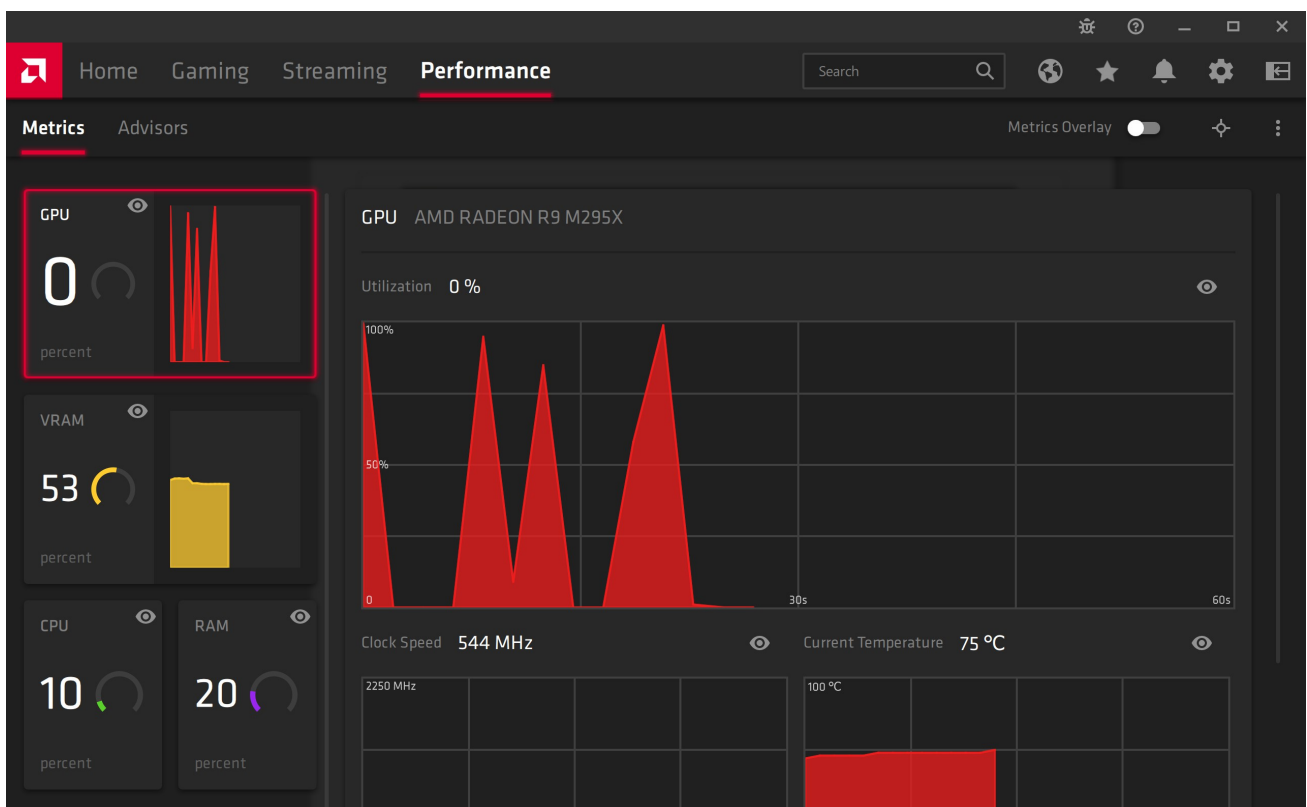 Home Gaming Streaming Performance Search
Metrics Advisors Metrics Overlay
GPU
0
percent
VRAM
53
percent
CPU
10
percent
RAM
20
percent
GPU AMD RADEON R9 M295X
Utilization 0 %
100%
50%
0 30s 60s
Clock Speed 544 MHz
2250 MHz
Current Temperature 75 °C
100 °C